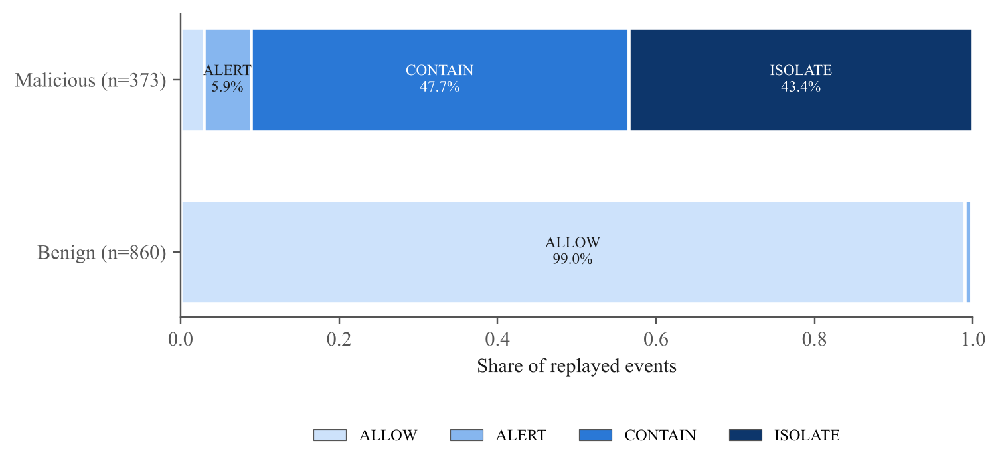 Malicious (n=373)
ALERT
5.9%
CONTAIN
47.7%
ISOLATE
43.4%
Benign (n=860)
ALLOW
99.0%
0.0 0.2 0.4 0.6 0.8 1.0
Share of replayed events
ALLOW ALERT CONTAIN ISOLATE